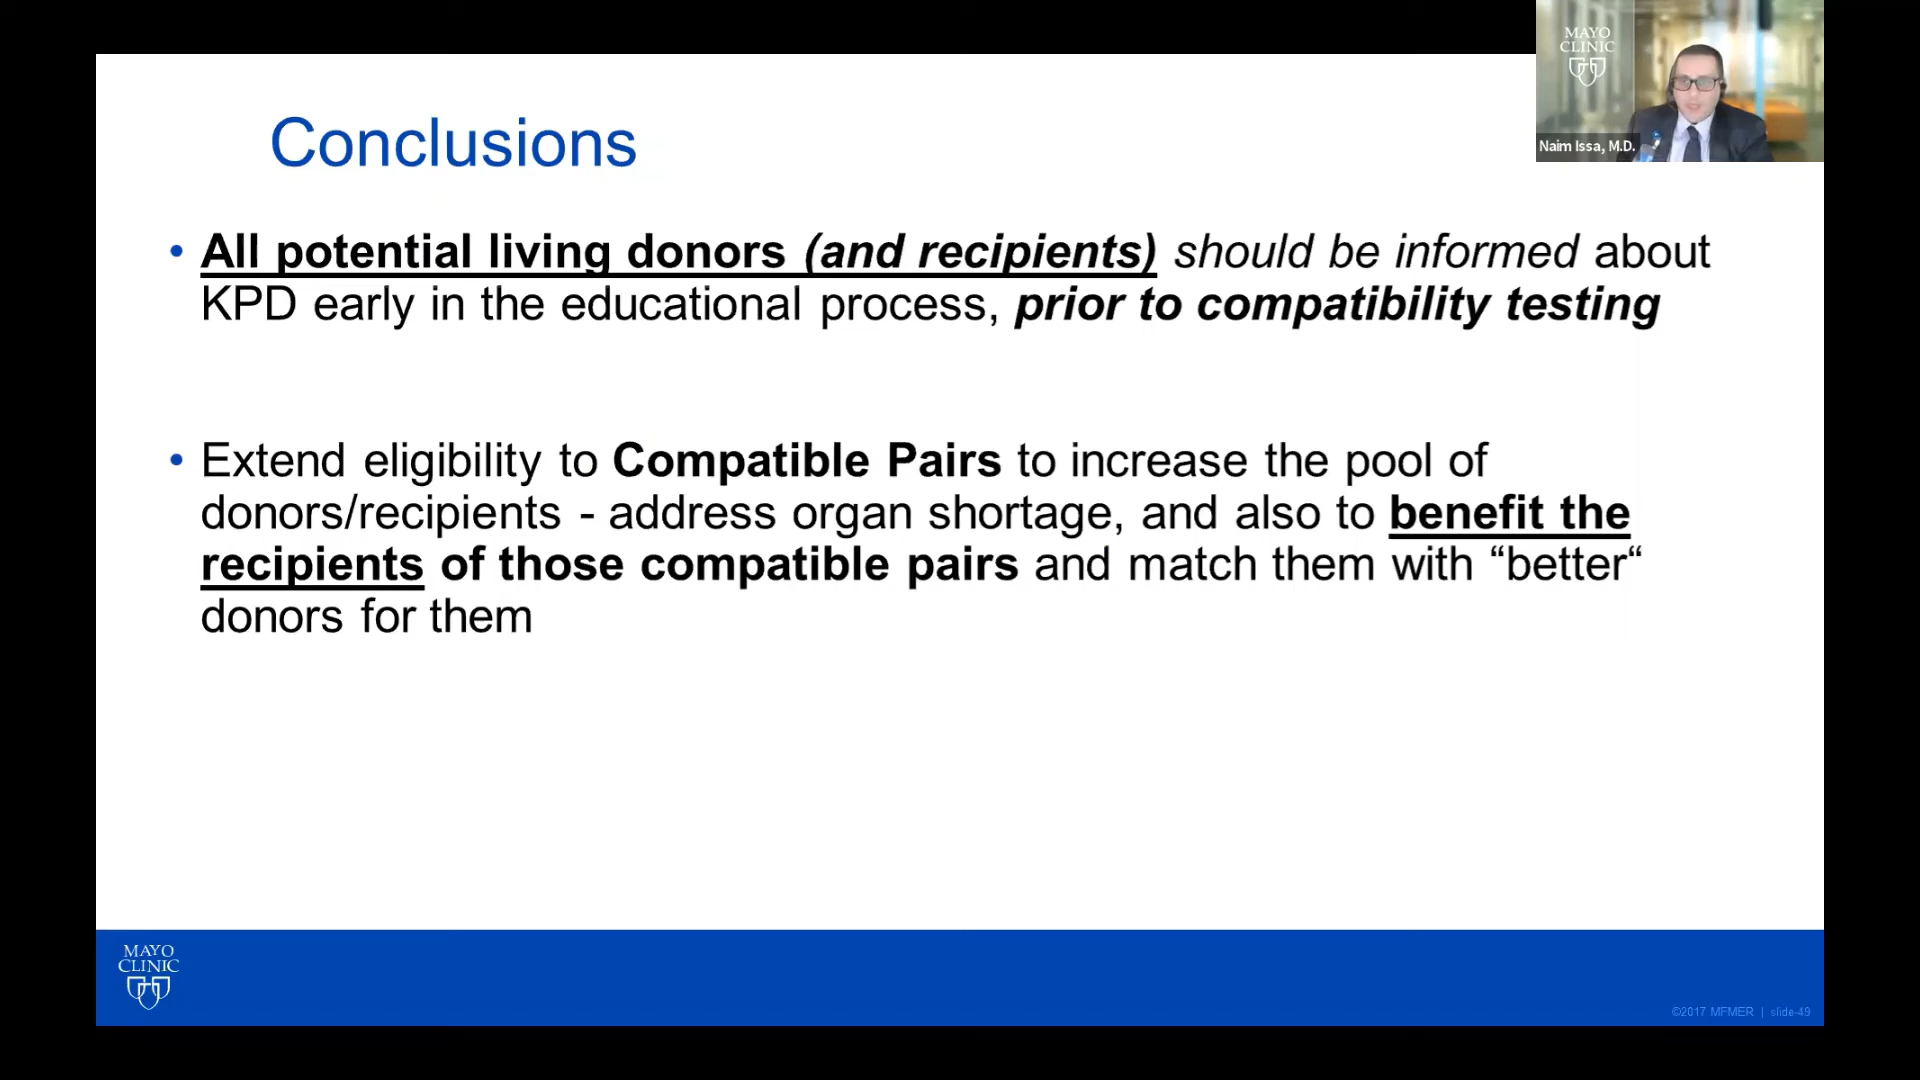 MAYO
CLINIC
Naim Issa, M.D.
Conclusions
• All potential living donors (and recipients) should be informed about
KPD early in the educational process, prior to compatibility testing
• Extend eligibility to Compatible Pairs to increase the pool of
donors/recipients - address organ shortage, and also to benefit the
recipients of those compatible pairs and match them with “better“
donors for them
MAYO
CLINIC
©2017 MFMER | slide-49